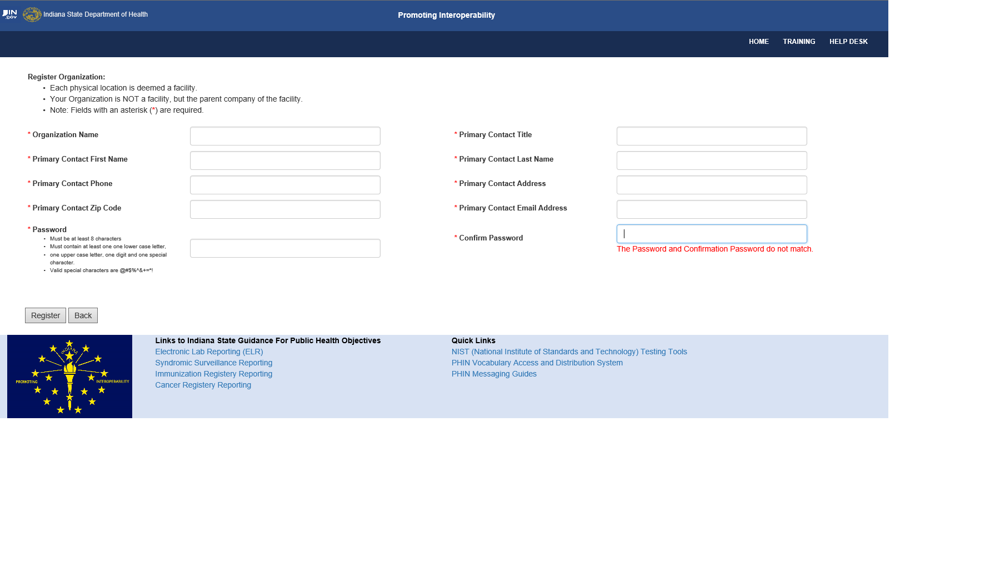 IN
.gov
Indiana State Department of Health
Promoting Interoperability
HOME TRAINING HELP DESK
Register Organization:
• Each physical location is deemed a facility.
• Your Organization is NOT a facility, but the parent company of the facility.
• Note: Fields with an asterisk (*) are required.
* Organization Name
* Primary Contact Title
* Primary Contact First Name
* Primary Contact Last Name
* Primary Contact Phone
* Primary Contact Address
* Primary Contact Zip Code
* Primary Contact Email Address
* Password
• Must be at least 8 characters
• Must contain at least one one lower case letter,
• one upper case letter, one digit and one special
character.
• Valid special characters are @#$%^&+=*!
* Confirm Password
The Password and Confirmation Password do not match.
Register Back
INDIANA
PROMOTING INTEROPERABILITY
Links to Indiana State Guidance For Public Health Objectives
Electronic Lab Reporting (ELR)
Syndromic Surveillance Reporting
Immunization Registery Reporting
Cancer Registery Reporting
Quick Links
NIST (National Institute of Standards and Technology) Testing Tools
PHIN Vocabulary Access and Distribution System
PHIN Messaging Guides